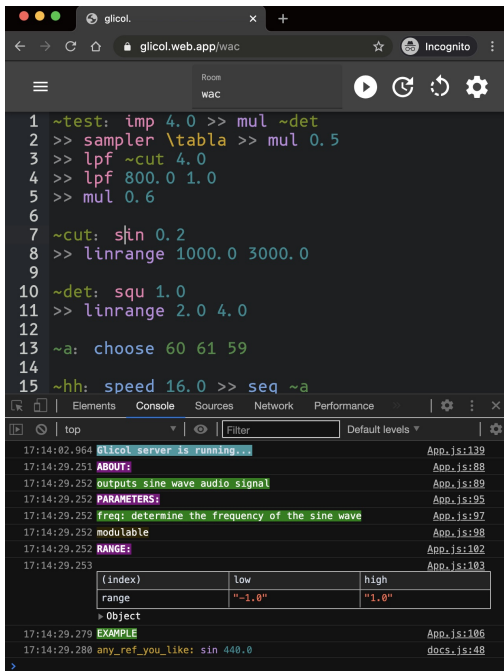 glicol.
glicol.web.app/wac
Incognito
Room
wac
1 ~test: imp 4.0 >> mul ~det
2 >> sampler \tabla >> mul 0.5
3 >> lpf ~cut 4.0
4 >> lpf 800.0 1.0
5 >> mul 0.6
6
7 ~cut: sin 0.2
8 >> linrange 1000.0 3000.0
9
10 ~det: squ 1.0
11 >> linrange 2.0 4.0
12
13 ~a: choose 60 61 59
14
15 ~hh: speed 16.0 >> seq ~a
Elements Console Sources Network Performance »
top Filter Default levels ▼
17:14:02.964 Glicol server is running... App.js:139
17:14:29.251 ABOUT: App.js:88
17:14:29.252 outputs sine wave audio signal App.js:89
17:14:29.252 PARAMETERS: App.js:95
17:14:29.252 freq: determine the frequency of the sine wave App.js:97
17:14:29.252 modulable App.js:98
17:14:29.252 RANGE: App.js:102
17:14:29.253 App.js:103
(index) low high
range "-1.0" "1.0"
▶ Object
17:14:29.279 EXAMPLE App.js:106
17:14:29.280 any_ref_you_like: sin 440.0 docs.js:48